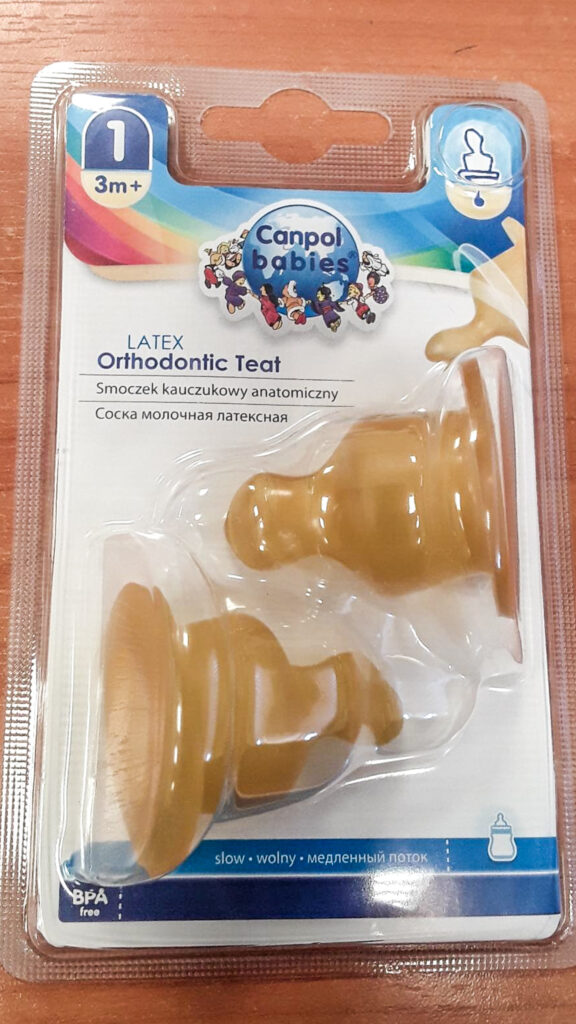 1
3m+
Canpol
babies®
LATEX
Orthodontic Teat
Smoczek kauczukowy anatomiczny
Соска молочная латексная
slow • wolny • медленный поток
BPA
free